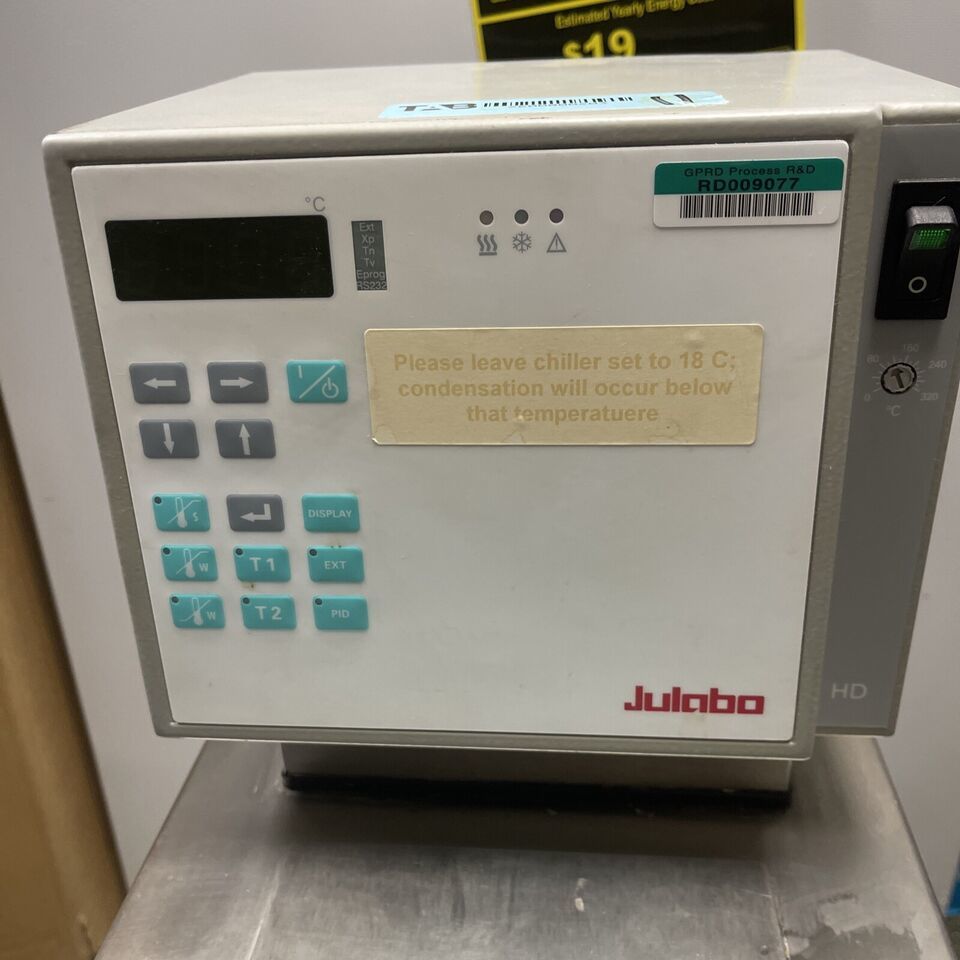 Estimated Yearly Energy
$19
GPRD Process R&D
RD009077
°C
Ext
Xp
Tn
Tv
Eprog
RS232
Please leave chiller set to 18 C;
condensation will occur below
that temperatuere
160
80
240
0
320
°C
I
S
DISPLAY
W
T1
EXT
W
T2
PID
Julabo
HD